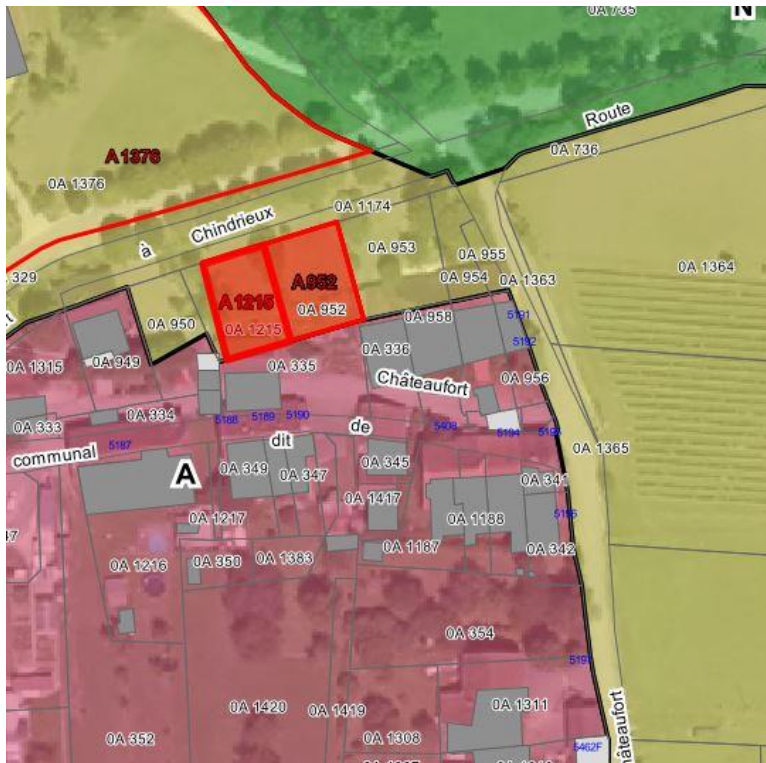 N
0A 735
Route
0A 736
A 1376
0A 1376
0A 1174
Chindrieux
à
0A 953
0A 955
0A 1364
329
0A 954
0A 1363
A 952
A 1215
0A 952
0A 950
0A 1215
0A 958
5191
0A 336
5192
0A 1315
0A 949
0A 335
Châteaufort
0A 956
0A 333
0A 334
5188
5189
5190
de
5408
5194
communal
5187
dit
0A 1365
A
0A 349
0A 347
0A 345
0A 341
0A 1417
0A 1217
0A 1188
5196
47
0A 1216
0A 350
0A 1383
0A 1187
0A 342
0A 354
0A 1420
0A 1419
0A 1311
0A 352
0A 1308
5462F
hâteaufort